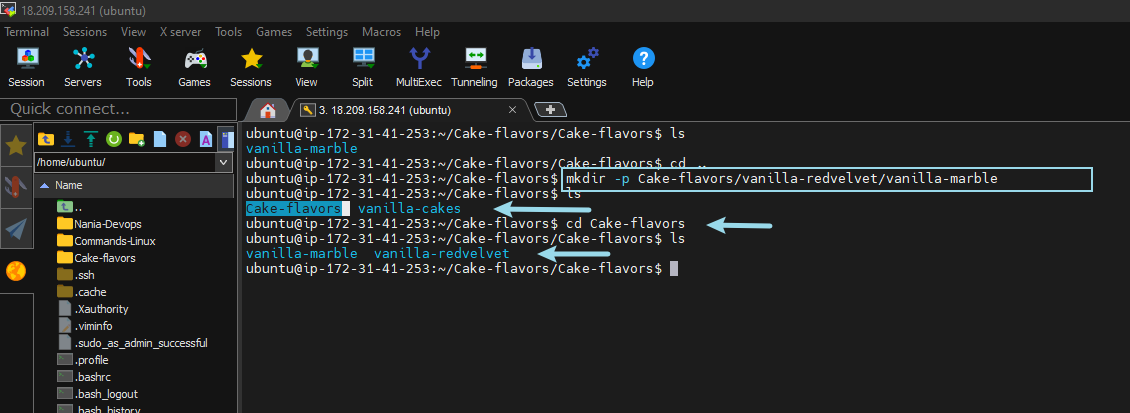 18.209.158.241 (ubuntu)
Terminal Sessions View X server Tools Games Settings Macros Help
Session Servers Tools Games Sessions View Split MultiExec Tunneling Packages Settings Help
Quick connect...
3. 18.209.158.241 (ubuntu)
/home/ubuntu/
Name
..
Nania-Devops
Commands-Linux
Cake-flavors
.ssh
.cache
.Xauthority
.viminfo
.sudo_as_admin_successful
.profile
.bashrc
.bash_logout
.bash_history
ubuntu@ip-172-31-41-253:~/Cake-flavors/Cake-flavors$ ls
vanilla-marble
ubuntu@ip-172-31-41-253:~/Cake-flavors/Cake-flavors$ cd ..
ubuntu@ip-172-31-41-253:~/Cake-flavors$ mkdir -p Cake-flavors/vanilla-redvelvet/vanilla-marble
ubuntu@ip-172-31-41-253:~/Cake-flavors$ ls
Cake-flavors vanilla-cakes
ubuntu@ip-172-31-41-253:~/Cake-flavors$ cd Cake-flavors
ubuntu@ip-172-31-41-253:~/Cake-flavors/Cake-flavors$ ls
vanilla-marble vanilla-redvelvet
ubuntu@ip-172-31-41-253:~/Cake-flavors/Cake-flavors$